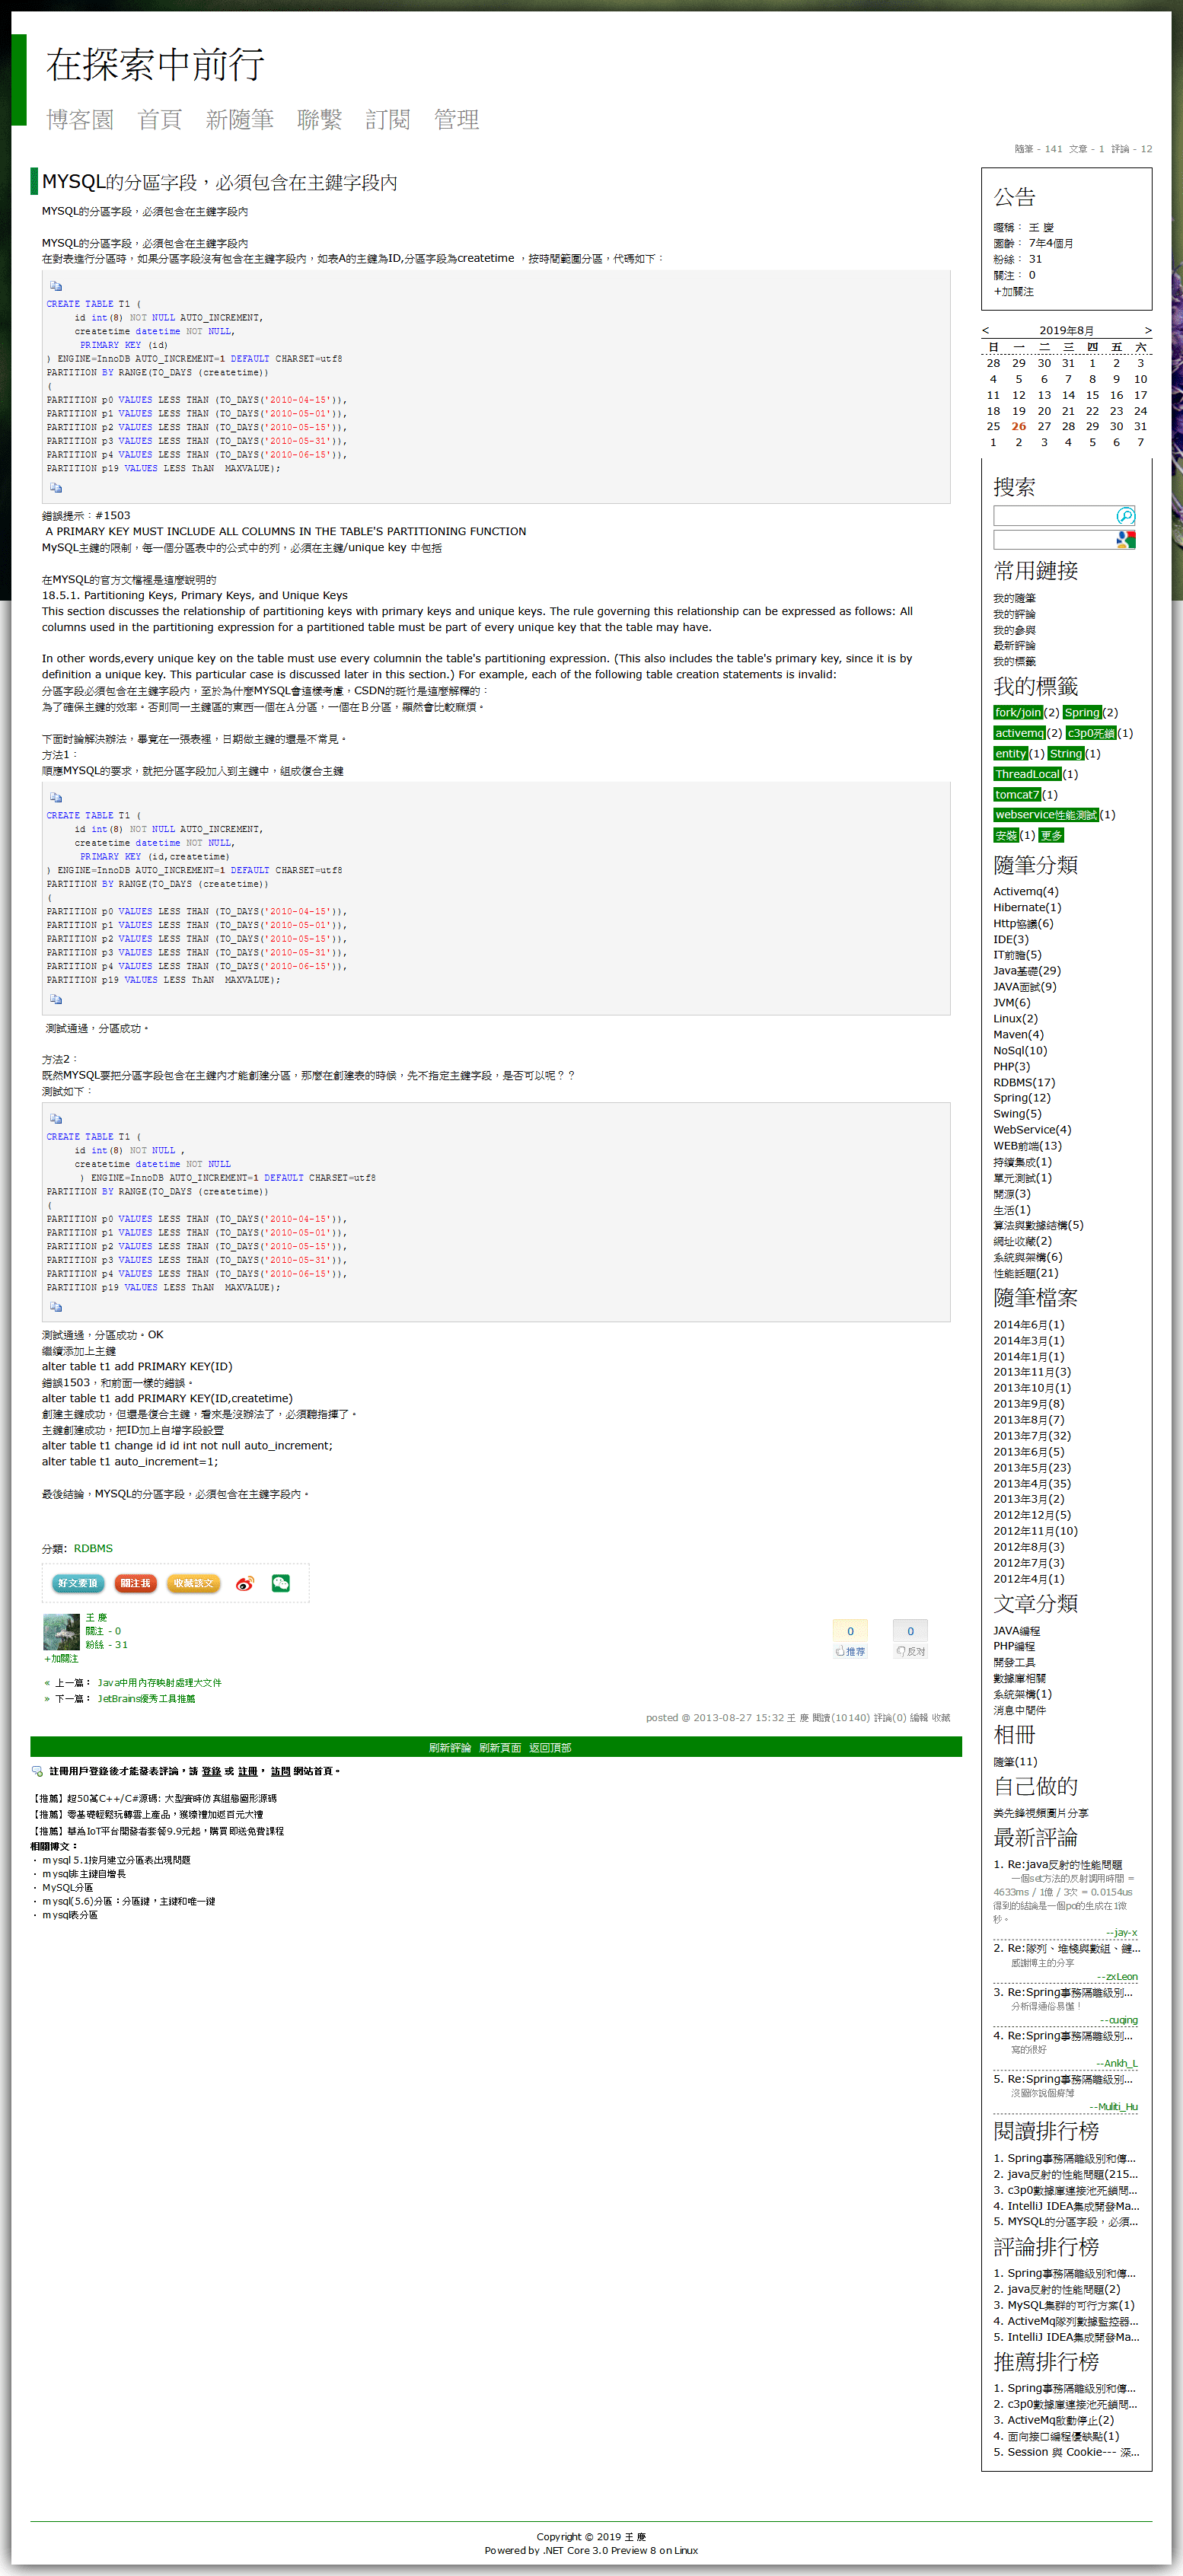 在探索中前行
博客園 首頁 新隨筆 聯繫 訂閱 管理
隨筆 - 141 文章 - 1 評論 - 12
MYSQL的分區字段，必須包含在主鍵字段內
MYSQL的分區字段，必須包含在主鍵字段內
MYSQL的分區字段，必須包含在主鍵字段內
在對表進行分區時，如果分區字段沒有包含在主鍵字段內，如表A的主鍵為ID,分區字段為createtime ，按時間範圍分區，代碼如下：
CREATE TABLE T1 (
id int(8) NOT NULL AUTO_INCREMENT,
createtime datetime NOT NULL,
PRIMARY KEY (id)
) ENGINE=InnoDB AUTO_INCREMENT=1 DEFAULT CHARSET=utf8
PARTITION BY RANGE(TO_DAYS (createtime))
(
PARTITION p0 VALUES LESS THAN (TO_DAYS('2010-04-15')),
PARTITION p1 VALUES LESS THAN (TO_DAYS('2010-05-01')),
PARTITION p2 VALUES LESS THAN (TO_DAYS('2010-05-15')),
PARTITION p3 VALUES LESS THAN (TO_DAYS('2010-05-31')),
PARTITION p4 VALUES LESS THAN (TO_DAYS('2010-06-15')),
PARTITION p19 VALUES LESS ThAN  MAXVALUE);
錯誤提示：#1503
A PRIMARY KEY MUST INCLUDE ALL COLUMNS IN THE TABLE'S PARTITIONING FUNCTION
MySQL主鍵的限制，每一個分區表中的公式中的列，必須在主鍵/unique key 中包括
在MYSQL的官方文檔裡是這麼說明的
18.5.1. Partitioning Keys, Primary Keys, and Unique Keys
This section discusses the relationship of partitioning keys with primary keys and unique keys. The rule governing this relationship can be expressed as follows: All
columns used in the partitioning expression for a partitioned table must be part of every unique key that the table may have.
In other words,every unique key on the table must use every columnin the table's partitioning expression. (This also includes the table's primary key, since it is by
definition a unique key. This particular case is discussed later in this section.) For example, each of the following table creation statements is invalid:
分區字段必須包含在主鍵字段內，至於為什麼MYSQL會這樣考慮，CSDN的斑竹是這麼解釋的：
為了確保主鍵的效率。否則同一主鍵區的東西一個在Ａ分區，一個在Ｂ分區，顯然會比較麻煩。
下面討論解決辦法，畢竟在一張表裡，日期做主鍵的還是不常見。
方法1：
順應MYSQL的要求，就把分區字段加入到主鍵中，組成復合主鍵
CREATE TABLE T1 (
id int(8) NOT NULL AUTO_INCREMENT,
createtime datetime NOT NULL,
PRIMARY KEY (id,createtime)
) ENGINE=InnoDB AUTO_INCREMENT=1 DEFAULT CHARSET=utf8
PARTITION BY RANGE(TO_DAYS (createtime))
(
PARTITION p0 VALUES LESS THAN (TO_DAYS('2010-04-15')),
PARTITION p1 VALUES LESS THAN (TO_DAYS('2010-05-01')),
PARTITION p2 VALUES LESS THAN (TO_DAYS('2010-05-15')),
PARTITION p3 VALUES LESS THAN (TO_DAYS('2010-05-31')),
PARTITION p4 VALUES LESS THAN (TO_DAYS('2010-06-15')),
PARTITION p19 VALUES LESS ThAN  MAXVALUE);
測試通過，分區成功。
方法2：
既然MYSQL要把分區字段包含在主鍵內才能創建分區，那麼在創建表的時候，先不指定主鍵字段，是否可以呢？？
測試如下：
CREATE TABLE T1 (
id int(8) NOT NULL ,
createtime datetime NOT NULL
) ENGINE=InnoDB AUTO_INCREMENT=1 DEFAULT CHARSET=utf8
PARTITION BY RANGE(TO_DAYS (createtime))
(
PARTITION p0 VALUES LESS THAN (TO_DAYS('2010-04-15')),
PARTITION p1 VALUES LESS THAN (TO_DAYS('2010-05-01')),
PARTITION p2 VALUES LESS THAN (TO_DAYS('2010-05-15')),
PARTITION p3 VALUES LESS THAN (TO_DAYS('2010-05-31')),
PARTITION p4 VALUES LESS THAN (TO_DAYS('2010-06-15')),
PARTITION p19 VALUES LESS ThAN  MAXVALUE);
測試通過，分區成功。OK
繼續添加上主鍵
alter table t1 add PRIMARY KEY(ID)
錯誤1503，和前面一樣的錯誤。
alter table t1 add PRIMARY KEY(ID,createtime)
創建主鍵成功，但還是復合主鍵，看來是沒辦法了，必須聽指揮了。
主鍵創建成功，把ID加上自增字段設置
alter table t1 change id id int not null auto_increment;
alter table t1 auto_increment=1;
最後結論，MYSQL的分區字段，必須包含在主鍵字段內。
分類: RDBMS
好文要頂 關注我 收藏該文
王 慶
關注 - 0
粉絲 - 31
+加關注
0 0
推荐 反对
« 上一篇： Java中用內存映射處理大文件
» 下一篇： JetBrains優秀工具推薦
posted @ 2013-08-27 15:32 王 慶 閱讀(10140) 評論(0) 編輯 收藏
刷新評論 刷新頁面 返回頂部
註冊用戶登錄後才能發表評論，請 登錄 或 註冊， 訪問 網站首頁。
【推薦】超50萬C++/C#源碼: 大型實時仿真組態圖形源碼
【推薦】零基礎輕鬆玩轉雲上產品，獲壕禮加返百元大禮
【推薦】華為IoT平台開發者套餐9.9元起，購買即送免費課程
相關博文：
· mysql 5.1按月建立分區表出現問題
· mysql非主鍵自增長
· MySQL分區
· mysql(5.6)分區：分區鍵，主鍵和唯一鍵
· mysql表分區
公告
暱稱： 王 慶
園齡： 7年4個月
粉絲： 31
關注： 0
+加關注
< 2019年8月 >
日 一 二 三 四 五 六
28 29 30 31 1 2 3
4 5 6 7 8 9 10
11 12 13 14 15 16 17
18 19 20 21 22 23 24
25 26 27 28 29 30 31
1 2 3 4 5 6 7
搜索
常用鏈接
我的隨筆
我的評論
我的參與
最新評論
我的標籤
我的標籤
fork/join(2) Spring(2)
activemq(2) c3p0死鎖(1)
entity(1) String(1)
ThreadLocal(1)
tomcat7(1)
webservice性能測試(1)
安裝(1) 更多
隨筆分類
Activemq(4)
Hibernate(1)
Http協議(6)
IDE(3)
IT前瞻(5)
Java基礎(29)
JAVA面試(9)
JVM(6)
Linux(2)
Maven(4)
NoSql(10)
PHP(3)
RDBMS(17)
Spring(12)
Swing(5)
WebService(4)
WEB前端(13)
持續集成(1)
單元測試(1)
開源(3)
生活(1)
算法與數據結構(5)
網址收藏(2)
系統與架構(6)
性能話題(21)
隨筆檔案
2014年6月(1)
2014年3月(1)
2014年1月(1)
2013年11月(3)
2013年10月(1)
2013年9月(8)
2013年8月(7)
2013年7月(32)
2013年6月(5)
2013年5月(23)
2013年4月(35)
2013年3月(2)
2012年12月(5)
2012年11月(10)
2012年8月(3)
2012年7月(3)
2012年4月(1)
文章分類
JAVA編程
PHP編程
開發工具
數據庫相關
系統架構(1)
消息中間件
相冊
隨筆(11)
自己做的
美先鋒視頻圖片分享
最新評論
1. Re:java反射的性能問題
一個set方法的反射調用時間 =
4633ms / 1億 / 3次 = 0.0154us
得到的結論是一個po的生成在1微
秒。
--jay-x
2. Re:隊列、堆棧與數組、鏈...
感謝博主的分享
--zxLeon
3. Re:Spring事務隔離級別...
分析得通俗易懂！
--cuqing
4. Re:Spring事務隔離級別...
寫的很好
--Ankh_L
5. Re:Spring事務隔離級別...
沒圖你說個
--Muliti_Hu
閱讀排行榜
1. Spring事務隔離級別和傳...
2. java反射的性能問題(215...
3. c3p0數據庫連接池死鎖問...
4. IntelliJ IDEA集成開發Ma...
5. MYSQL的分區字段，必須...
評論排行榜
1. Spring事務隔離級別和傳...
2. java反射的性能問題(2)
3. MySQL集群的可行方案(1)
4. ActiveMq隊列數據監控器...
5. IntelliJ IDEA集成開發Ma...
推薦排行榜
1. Spring事務隔離級別和傳...
2. c3p0數據庫連接池死鎖問...
3. ActiveMq啟動停止(2)
4. 面向接口編程優缺點(1)
5. Session 與 Cookie--- 深...
Copyright © 2019 王 慶
Powered by .NET Core 3.0 Preview 8 on Linux